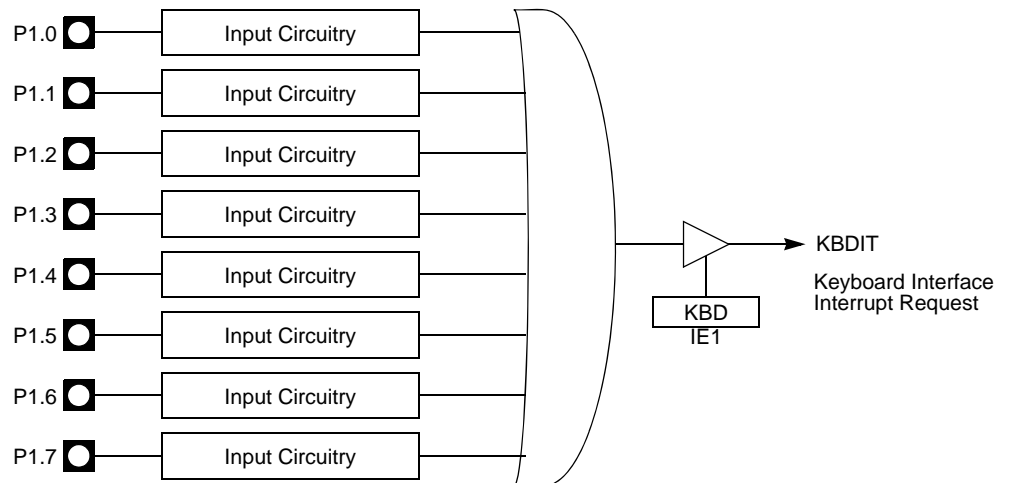 P1.0 Input Circuitry
P1.1 Input Circuitry
P1.2 Input Circuitry
P1.3 Input Circuitry
P1.4 Input Circuitry
P1.5 Input Circuitry
P1.6 Input Circuitry
P1.7 Input Circuitry
KBDIT
Keyboard Interface
Interrupt Request
KBD
IE1